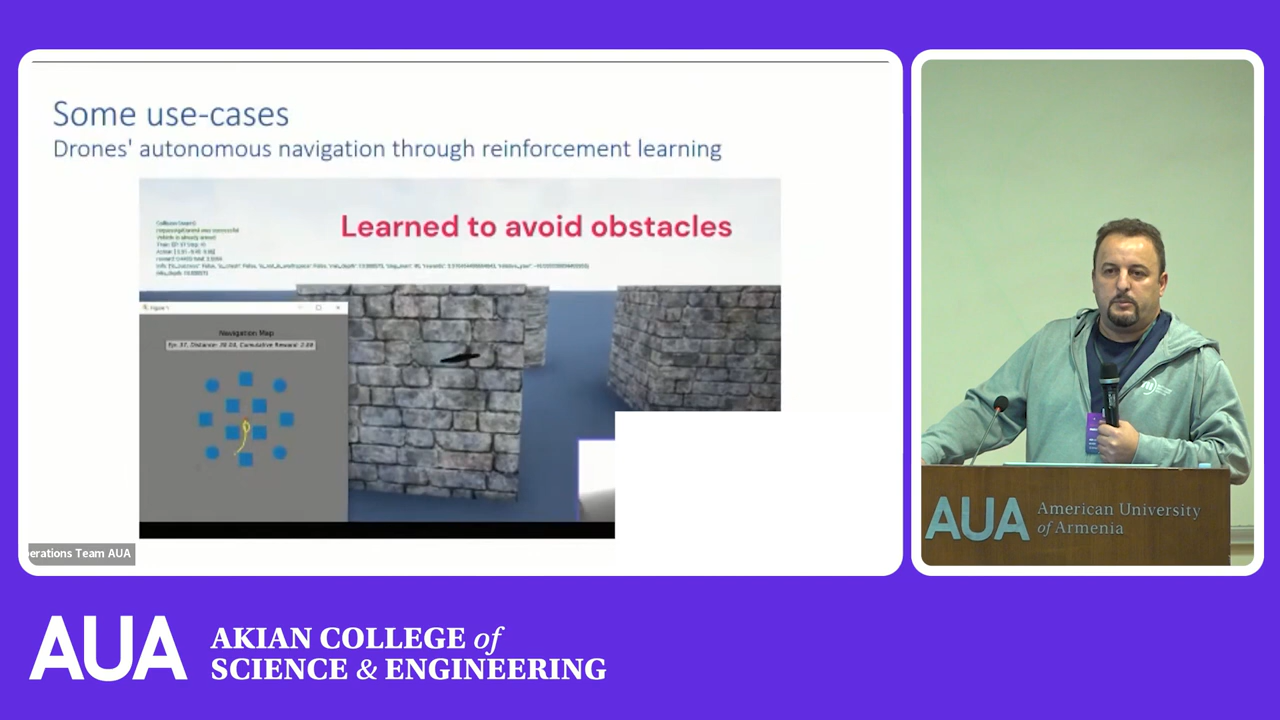 Some use-cases
Drones' autonomous navigation through reinforcement learning
Learned to avoid obstacles
Navigation Map
perations Team AUA
AUA
American University
of Armenia
AUA
AKIAN COLLEGE of
SCIENCE & ENGINEERING